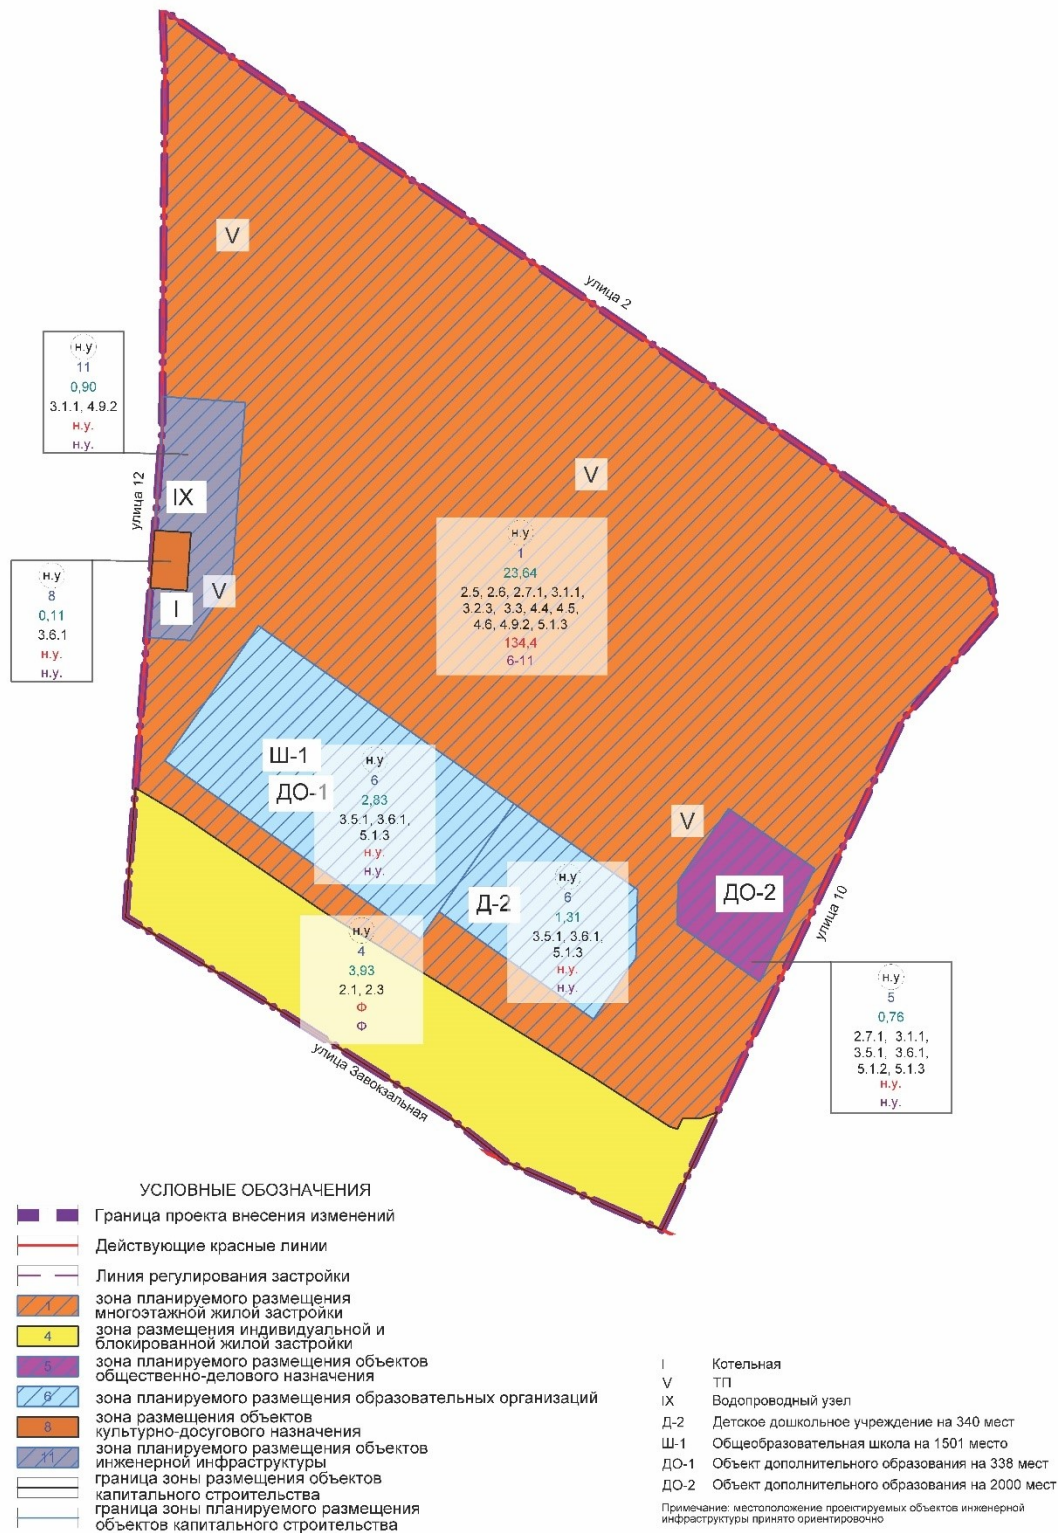 V
улица 2
н.у
11
0,90
3.1.1, 4.9.2
н.у.
н.у.
улица 12
IX
V
н.у
1
23,64
2.5, 2.6, 2.7.1, 3.1.1,
3.2.3, 3.3, 4.4, 4.5,
4.6, 4.9.2, 5.1.3
134,4
6-11
н.у
8
0,11
3.6.1
н.у.
н.у.
V
I
Ш-1
ДО-1
н.у
6
2,83
3.5.1, 3.6.1,
5.1.3
н.у.
н.у.
V
ДО-2
Д-2
н.у
6
1,31
3.5.1, 3.6.1,
5.1.3
н.у.
н.у.
улица 10
н.у
4
3,93
2.1, 2.3
Ф
Ф
н.у
5
0,76
2.7.1, 3.1.1,
3.5.1, 3.6.1,
5.1.2, 5.1.3
н.у.
н.у.
улица Завокзальная
УСЛОВНЫЕ ОБОЗНАЧЕНИЯ
Граница проекта внесения изменений
Действующие красные линии
Линия регулирования застройки
1 зона планируемого размещения
многоэтажной жилой застройки
4 зона размещения индивидуальной и
блокированной жилой застройки
5 зона планируемого размещения объектов
общественно-делового назначения
6 зона планируемого размещения образовательных организаций
8 зона размещения объектов
культурно-досугового назначения
11 зона планируемого размещения объектов
инженерной инфраструктуры
граница зоны размещения объектов
капитального строительства
граница зоны планируемого размещения
объектов капитального строительства
I Котельная
V ТП
IX Водопроводный узел
Д-2 Детское дошкольное учреждение на 340 мест
Ш-1 Общеобразовательная школа на 1501 место
ДО-1 Объект дополнительного образования на 338 мест
ДО-2 Объект дополнительного образования на 2000 мест
Примечание: местоположение проектируемых объектов инженерной
инфраструктуры принято ориентировочно